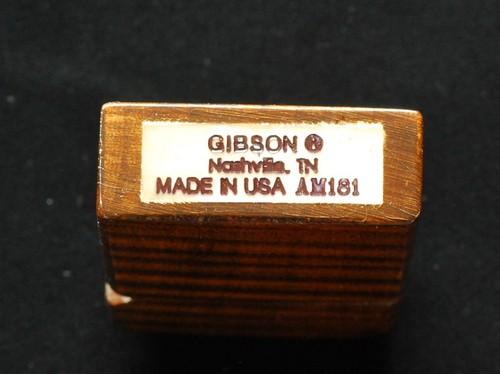 GIBSON ®
Nashville, TN
MADE IN USA AM181